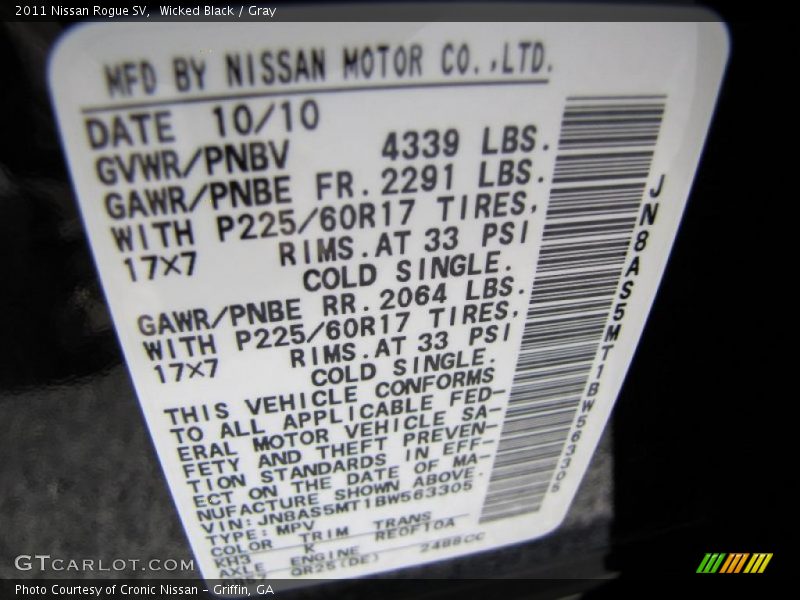 2011 Nissan Rogue SV, Wicked Black / Gray
MFD BY NISSAN MOTOR CO.,LTD.
DATE 10/10
GVWR/PNBV 4339 LBS.
GAWR/PNBE FR. 2291 LBS.
WITH P225/60R17 TIRES,
17X7 RIMS.AT 33 PSI
COLD SINGLE.
GAWR/PNBE RR. 2064 LBS.
WITH P225/60R17 TIRES,
17X7 RIMS.AT 33 PSI
COLD SINGLE.
THIS VEHICLE CONFORMS
TO ALL APPLICABLE FED-
ERAL MOTOR VEHICLE SA-
FETY AND THEFT PREVEN-
TION STANDARDS IN EFF-
ECT ON THE DATE OF MA-
NUFACTURE SHOWN ABOVE.
VIN:JN8AS5MT1BW563305
TYPE:MPV
COLOR TRIM TRANS
KH3 K RE0F10A
AXLE ENGINE
QR25(DE) 2488CC
JN8AS5MT1BW563305
GTCARLOT.COM
Photo Courtesy of Cronic Nissan - Griffin, GA